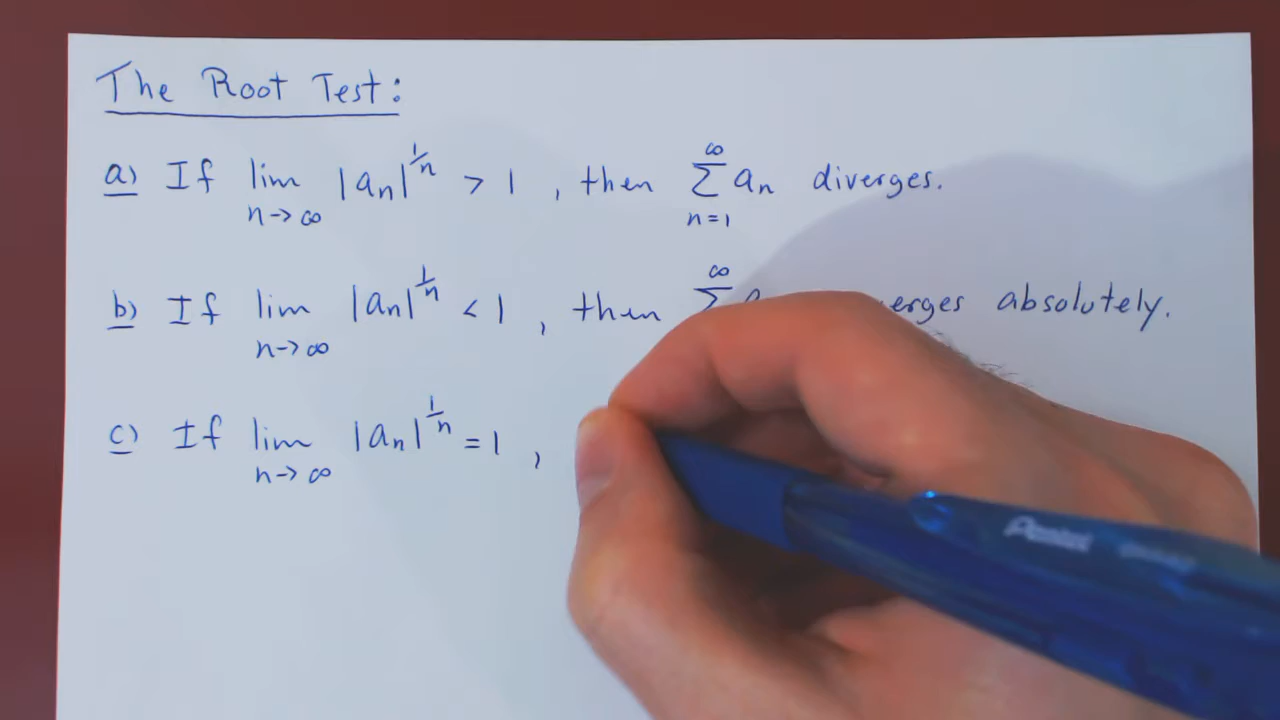 The Root Test:
a) If lim n→∞ |an|^1/n > 1 , then ∞ Σ n=1 an diverges.
b) If lim n→∞ |an|^1/n < 1 , then ∞ Σ erges absolutely.
c) If lim n→∞ |an|^1/n = 1 ,
Pentel